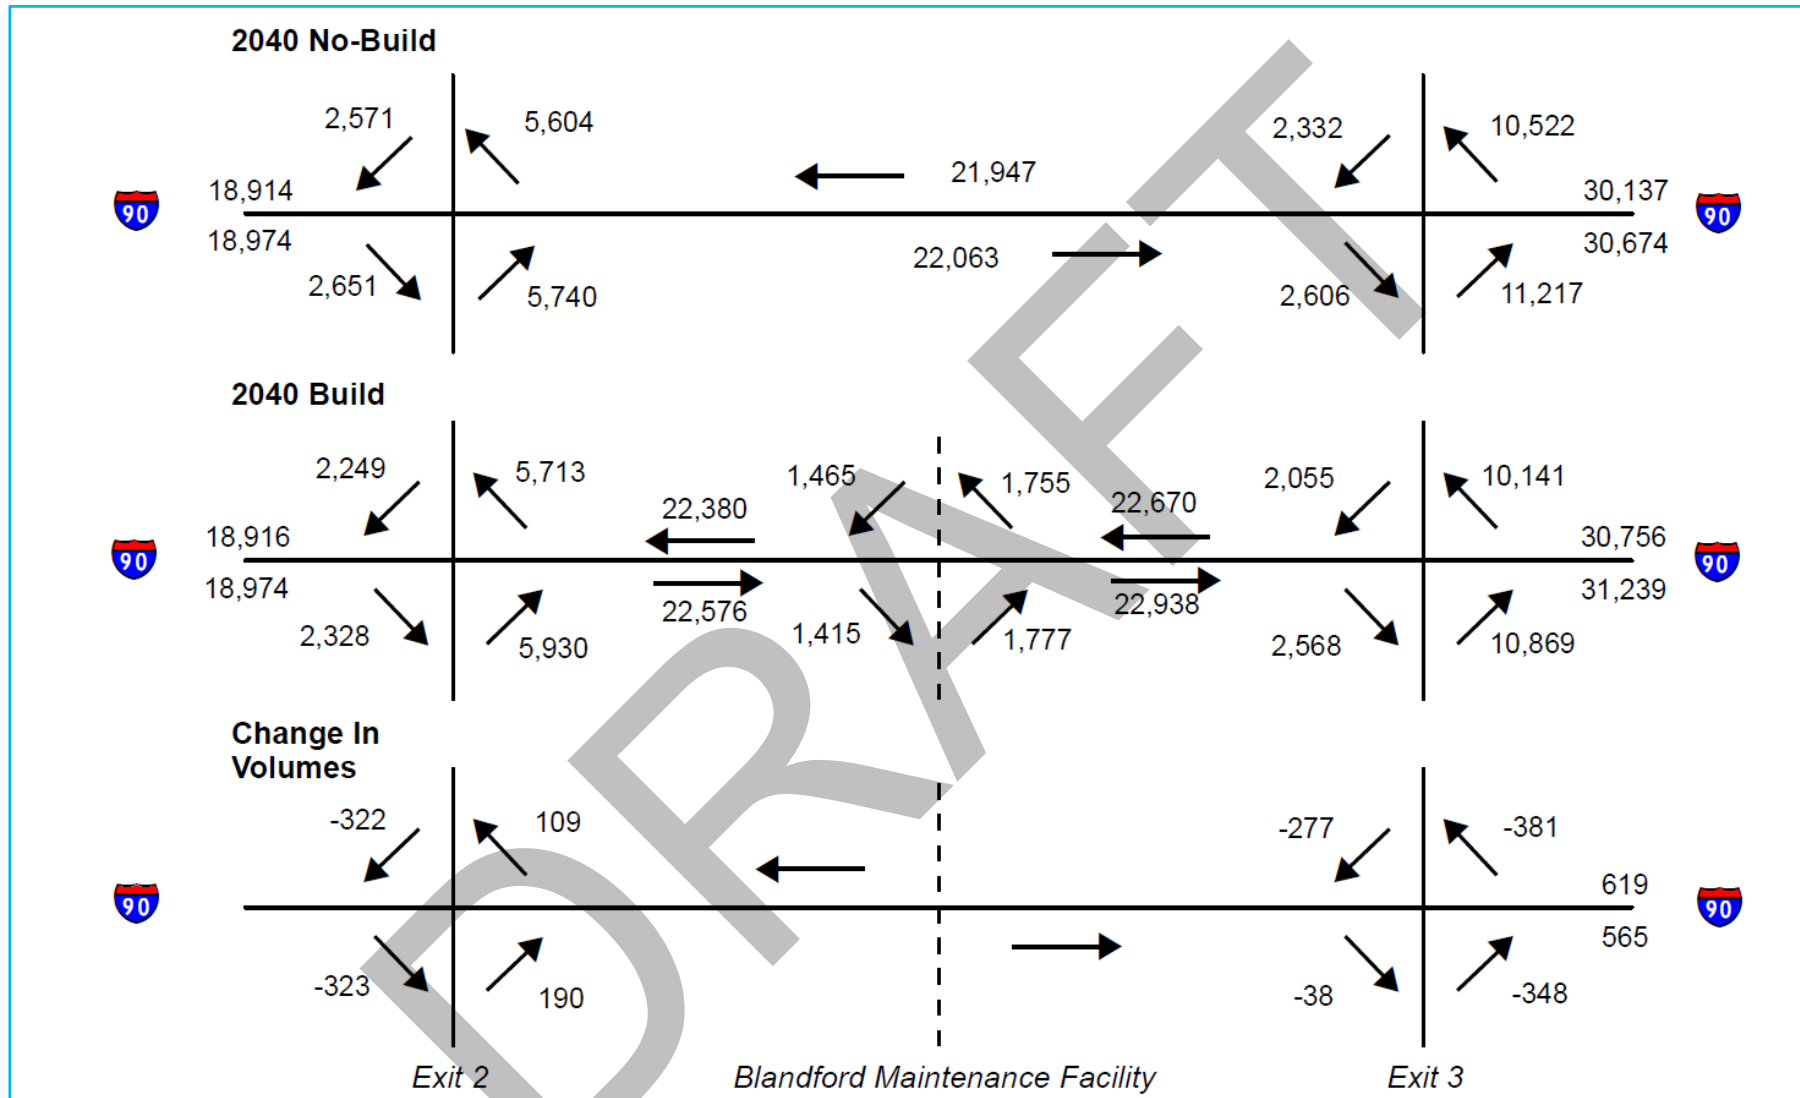 2040 No-Build
2,571 5,604 2,332 10,522
21,947
18,914 30,137
90 90
18,974 30,674
22,063
2,651 5,740 2,606 11,217
2040 Build
2,249 5,713 1,465 1,755 2,055 10,141
22,380 22,670
18,916 30,756
90 90
18,974 31,239
22,576 22,938
2,328 5,930 1,415 1,777 2,568 10,869
Change In
Volumes
-322 109 -277 -381
619
90 90
565
-323 190 -38 -348
Exit 2 Blandford Maintenance Facility Exit 3
DRAFT